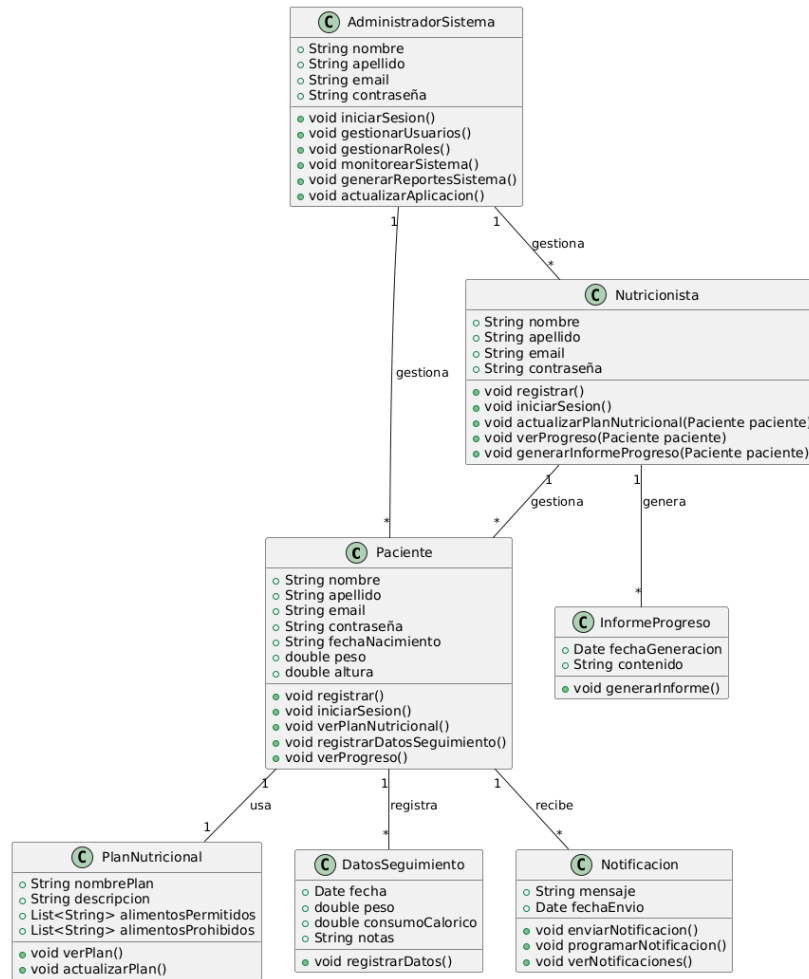 C AdministradorSistema
String nombre
String apellido
String email
String contraseña
void iniciarSesion()
void gestionarUsuarios()
void gestionarRoles()
void monitorearSistema()
void generarReportesSistema()
void actualizarAplicacion()
1
1
gestiona
*
C Nutricionista
String nombre
String apellido
String email
String contraseña
void registrar()
void iniciarSesion()
void actualizarPlanNutricional(Paciente paciente)
void verProgreso(Paciente paciente)
void generarInformeProgreso(Paciente paciente)
gestiona
1
1
gestiona
genera
*
*
C Paciente
String nombre
String apellido
String email
String contraseña
String fechaNacimiento
double peso
double altura
void registrar()
void iniciarSesion()
void verPlanNutricional()
void registrarDatosSeguimiento()
void verProgreso()
*
C InformeProgreso
Date fechaGeneracion
String contenido
void generarInforme()
1
1
1
usa
registra
recibe
1
*
*
C PlanNutricional
String nombrePlan
String descripcion
List<String> alimentosPermitidos
List<String> alimentosProhibidos
void verPlan()
void actualizarPlan()
C DatosSeguimiento
Date fecha
double peso
double consumoCalorico
String notas
void registrarDatos()
C Notificacion
String mensaje
Date fechaEnvio
void enviarNotificacion()
void programarNotificacion()
void verNotificaciones()